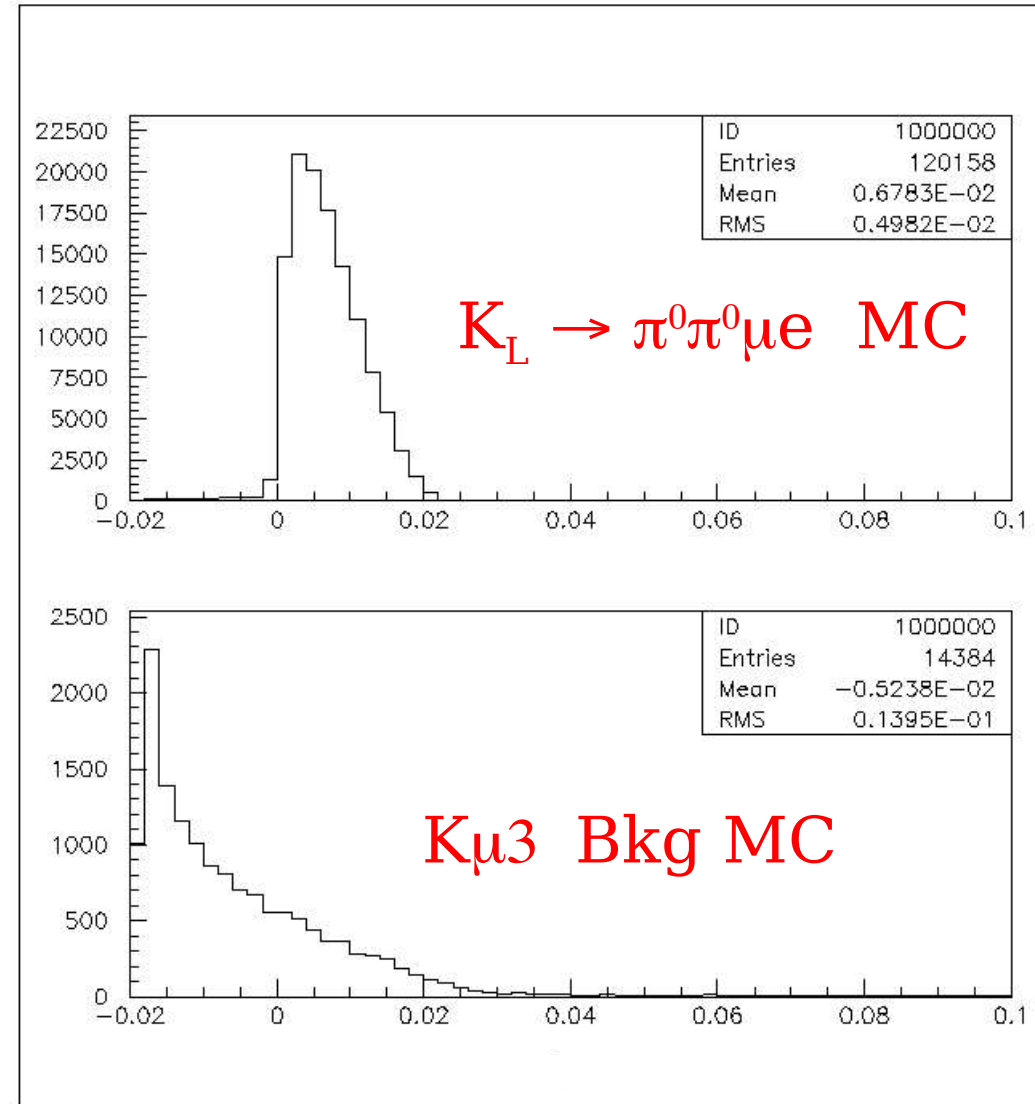 22500
20000
17500
15000
12500
10000
7500
5000
2500
0
-0.02 0 0.02 0.04 0.06 0.08 0.1
ID 1000000
Entries 120158
Mean 0.6783E-02
RMS 0.4982E-02
K_L → π⁰π⁰μe MC
2500
2000
1500
1000
500
0
-0.02 0 0.02 0.04 0.06 0.08 0.1
ID 1000000
Entries 14384
Mean -0.5238E-02
RMS 0.1395E-01
Kμ3 Bkg MC